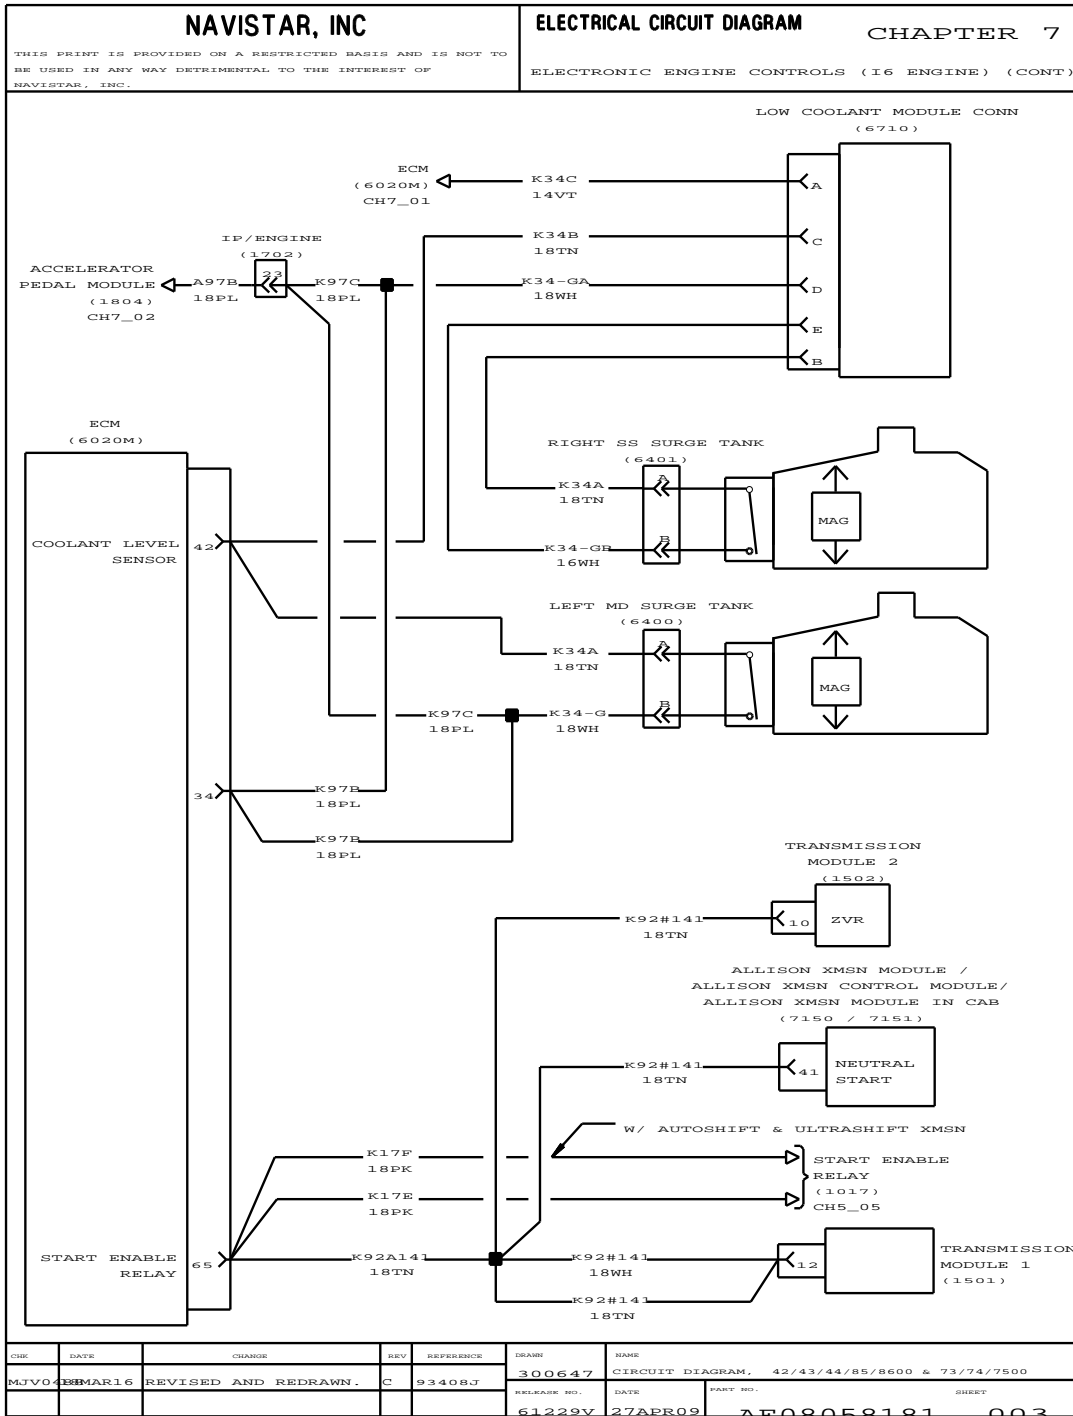 NAVISTAR, INC
THIS PRINT IS PROVIDED ON A RESTRICTED BASIS AND IS NOT TO
BE USED IN ANY WAY DETRIMENTAL TO THE INTEREST OF
NAVISTAR, INC.
ELECTRICAL CIRCUIT DIAGRAM
CHAPTER 7
ELECTRONIC ENGINE CONTROLS (I6 ENGINE) (CONT)
LOW COOLANT MODULE CONN
(6710)
ECM
(6020M)
CH7_01
K34C
14VT
A
K34B
18TN
C
K34-GA
18WH
D
E
B
IP/ENGINE
(1702)
23
ACCELERATOR
PEDAL MODULE
(1804)
CH7_02
A97B
18PL
K97C
18PL
ECM
(6020M)
RIGHT SS SURGE TANK
(6401)
A
K34A
18TN
MAG
B
K34-GB
16WH
COOLANT LEVEL
SENSOR
42
LEFT MD SURGE TANK
(6400)
A
K34A
18TN
MAG
B
K97C
18PL
K34-G
18WH
34
K97B
18PL
K97B
18PL
TRANSMISSION
MODULE 2
(1502)
K92#141
18TN
10
ZVR
ALLISON XMSN MODULE /
ALLISON XMSN CONTROL MODULE/
ALLISON XMSN MODULE IN CAB
(7150 / 7151)
K92#141
18TN
41
NEUTRAL
START
W/ AUTOSHIFT & ULTRASHIFT XMSN
K17F
18PK
K17E
18PK
START ENABLE
RELAY
(1017)
CH5_05
START ENABLE
RELAY
65
K92A141
18TN
K92#141
18WH
12
TRANSMISSION
MODULE 1
(1501)
K92#141
18TN
CHK DATE CHANGE REV REFERENCE
MAR16 REVISED AND REDRAWN. C 93408J
DRAWN
300647
NAME
CIRCUIT DIAGRAM, 42/43/44/85/8600 & 73/74/7500
RELEASE NO.
61229V
DATE
27APR09
PART NO.
SHEET
003